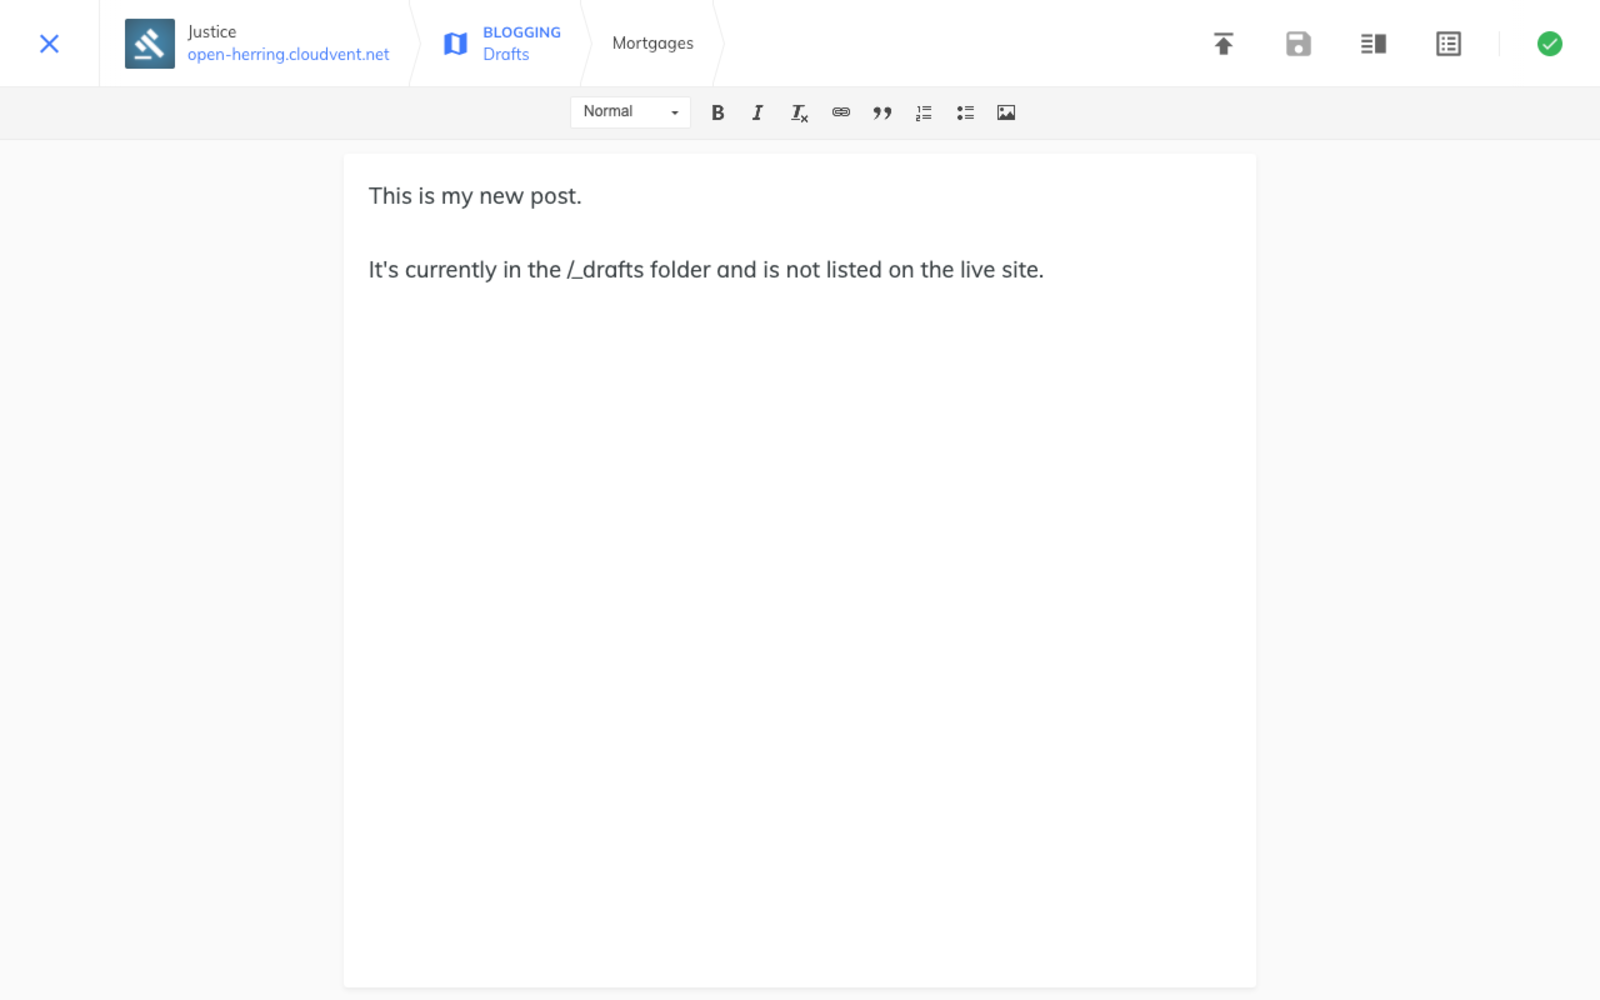 Justice
open-herring.cloudvent.net
BLOGGING
Drafts
Mortgages
Normal
This is my new post.
It's currently in the /_drafts folder and is not listed on the live site.